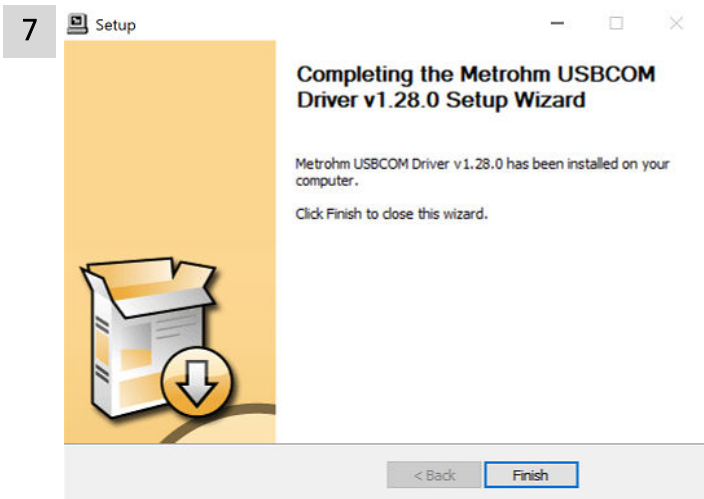 7
Setup
Completing the Metrohm USBCOM
Driver v1.28.0 Setup Wizard
Metrohm USBCOM Driver v1.28.0 has been installed on your
computer.
Click Finish to close this wizard.
< Back
Finish